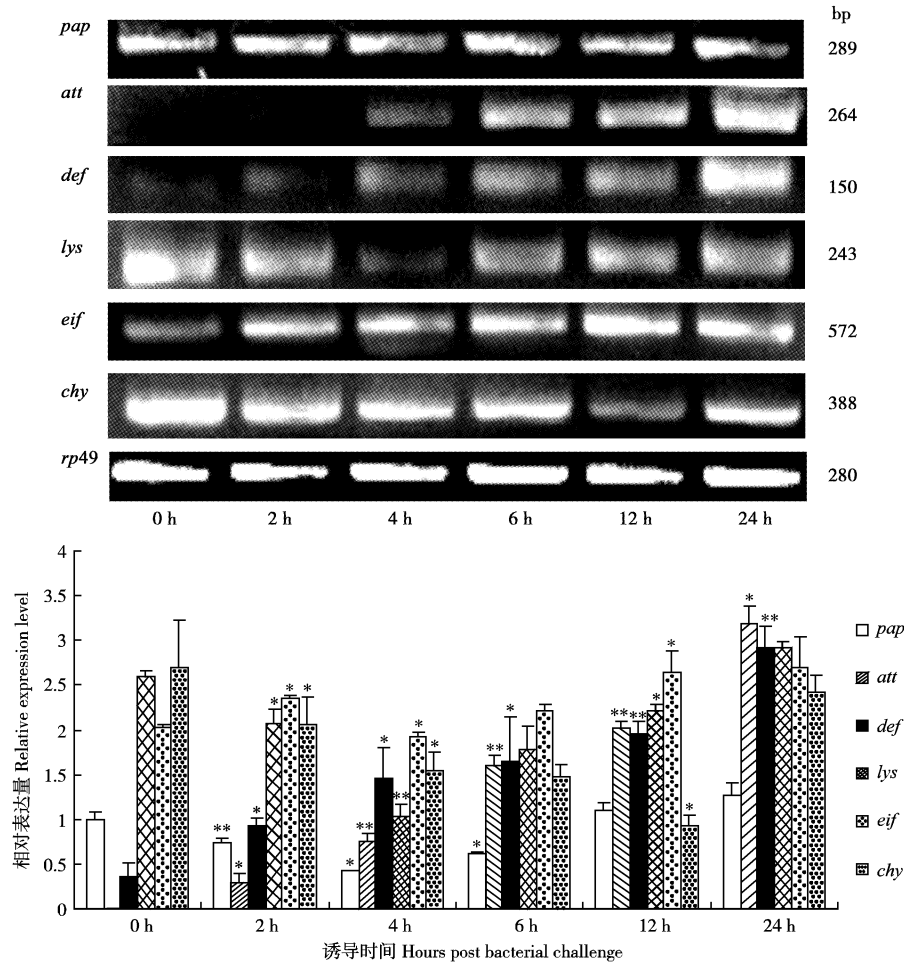 bp
pap 289
att 264
def 150
lys 243
eif 572
chy 388
rp49 280
0 h 2 h 4 h 6 h 12 h 24 h
相对表达量 Relative expression level
4
3.5
3
2.5
2
1.5
1
0.5
0
** * *
* * * *
* ** * ** * *
* ** *
** ** * * *
* **
pap
att
def
lys
eif
chy
0 h 2 h 4 h 6 h 12 h 24 h
诱导时间 Hours post bacterial challenge